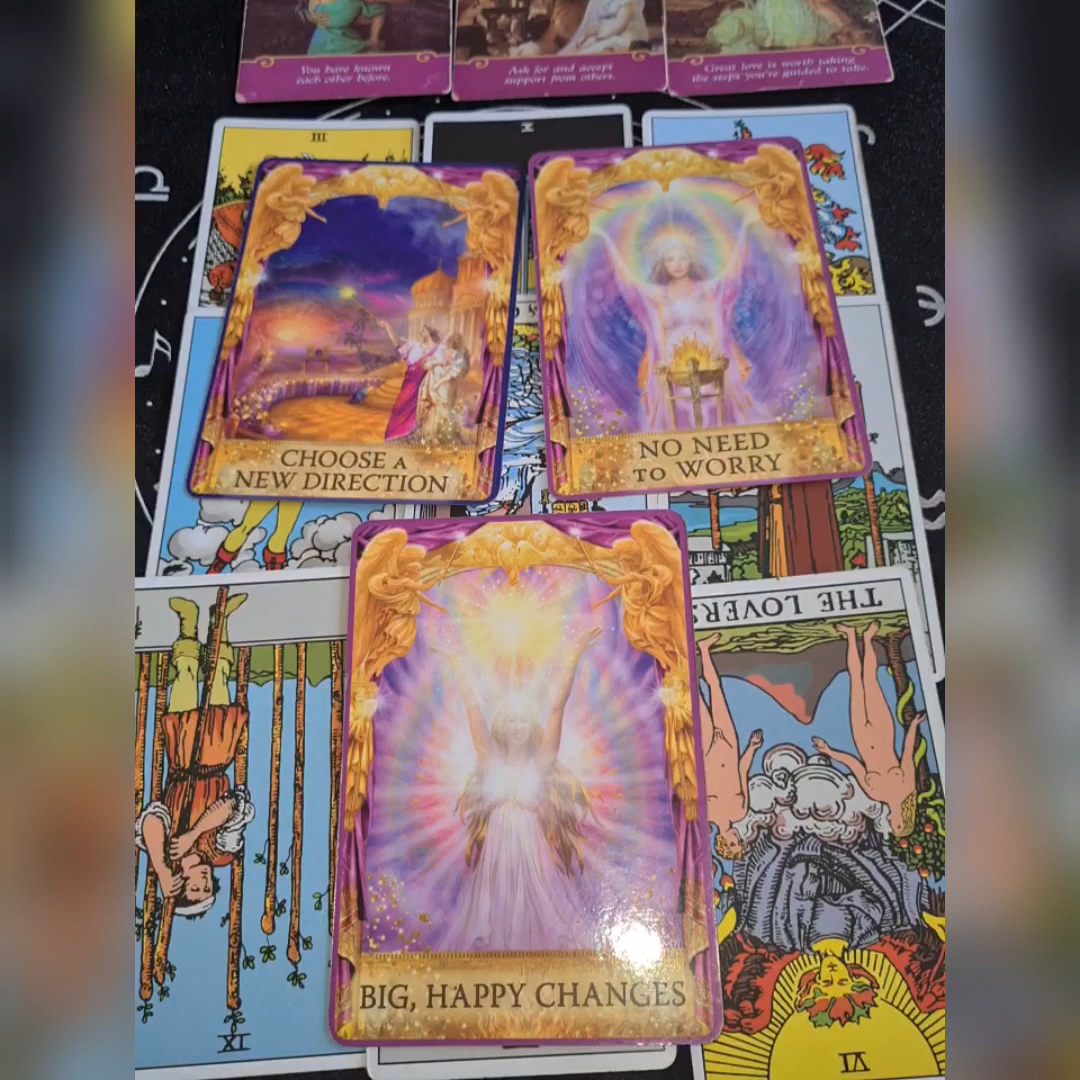 You have known
each other before.
Ask for and accept
support from others.
Great love is worth taking
the steps you're guided to take.
III
X
CHOOSE A
NEW DIRECTION
NO NEED
TO WORRY
THE LOVERS
BIG, HAPPY CHANGES
IX
VI